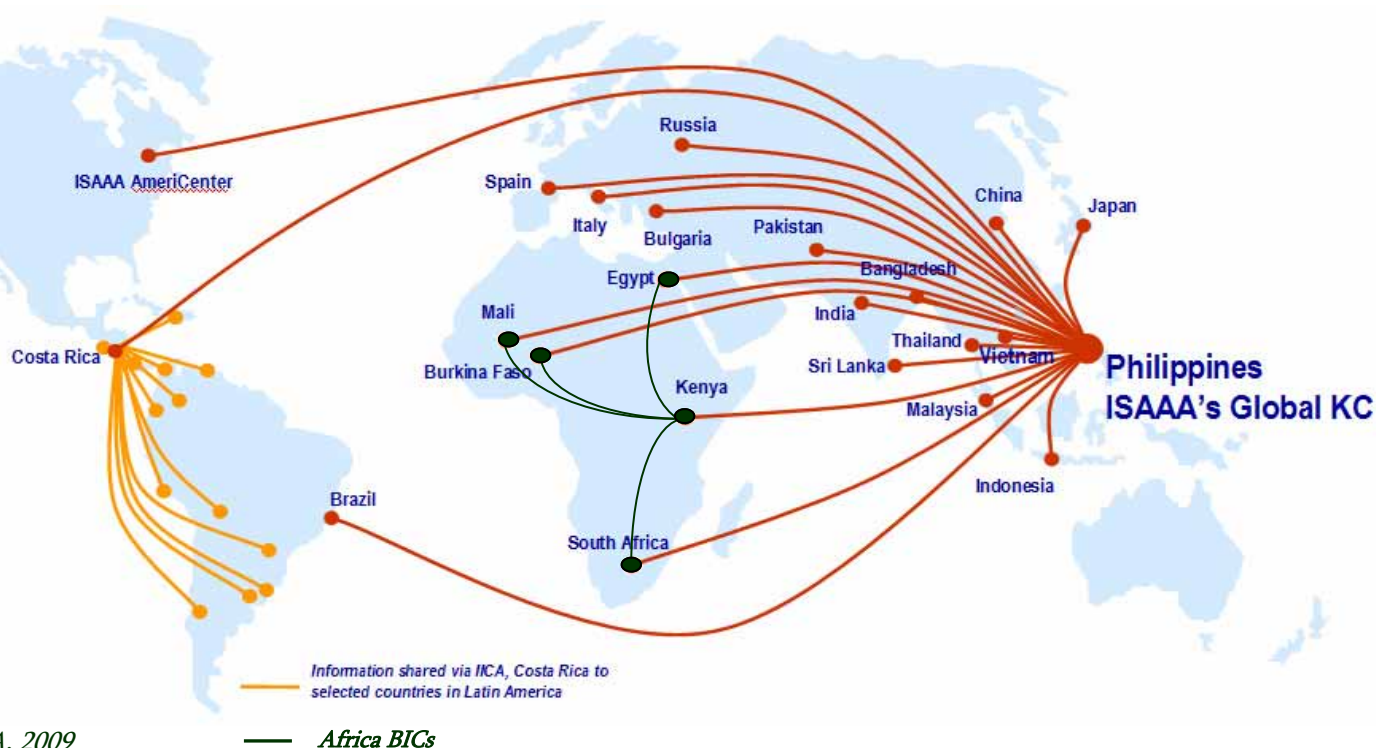 Russia
ISAAA AmeriCenter
Spain
China
Japan
Italy
Pakistan
Bulgaria
Bangladesh
Egypt
Mali
India
Thailand
Costa Rica
Vietnam
Sri Lanka
Burkina Faso
Philippines
Kenya
ISAAA's Global KC
Malaysia
Indonesia
Brazil
South Africa
Information shared via IICA, Costa Rica to
selected countries in Latin America
A, 2009
Africa BICs